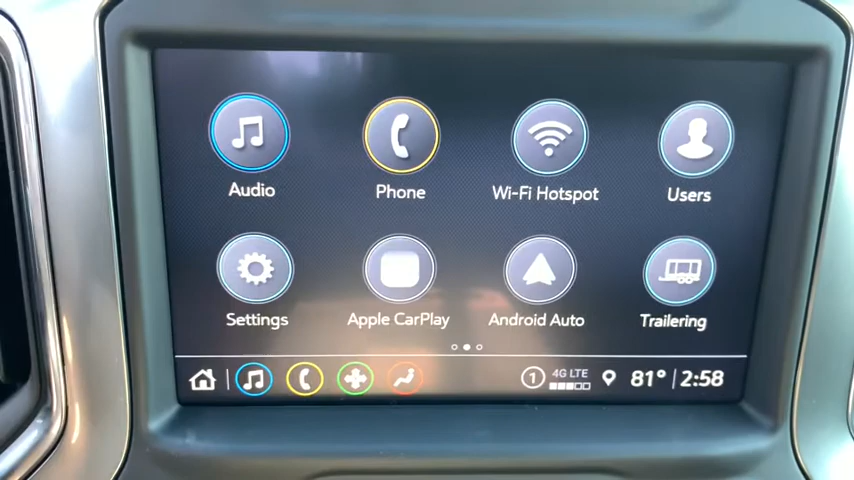 Audio
Phone
Wi-Fi Hotspot
Users
Settings
Apple CarPlay
Android Auto
Trailering
1
4G LTE
81° 2:58